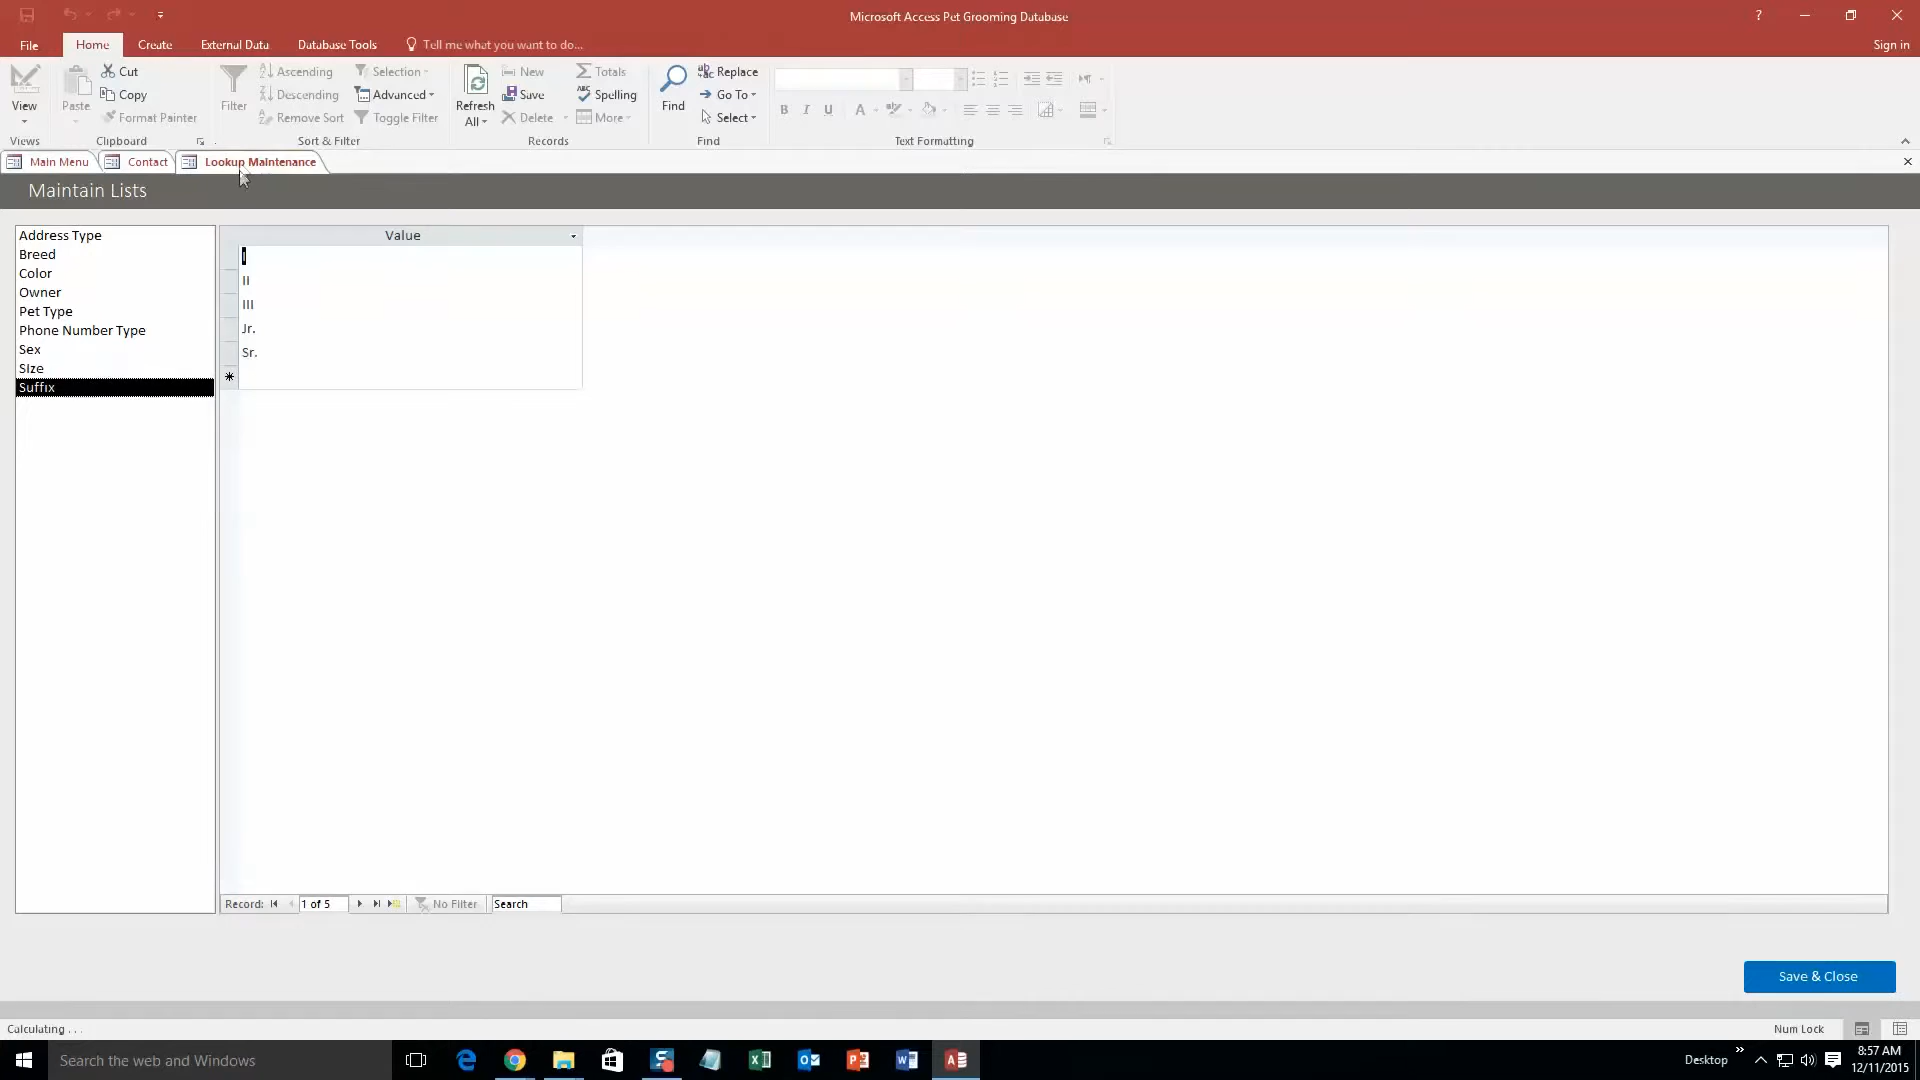 Microsoft Access Pet Grooming Database
?
File Home Create External Data Database Tools Tell me what you want to do... Sign in
View
Views
Paste
Cut
Copy
Format Painter
Clipboard
Filter
Ascending
Descending
Remove Sort
Selection
Advanced
Toggle Filter
Sort & Filter
Refresh
All
New
Save
Delete
Totals
Spelling
More
Records
Find
Replace
Go To
Select
Find
B I U A
Text Formatting
Main Menu Contact Lookup Maintenance
Maintain Lists
Address Type
Breed
Color
Owner
Pet Type
Phone Number Type
Sex
Size
Suffix
Value
I
II
III
Jr.
Sr.
Record: 1 of 5 No Filter Search
Save & Close
Calculating . . .
Num Lock
Search the web and Windows
Desktop
8:57 AM
12/11/2015